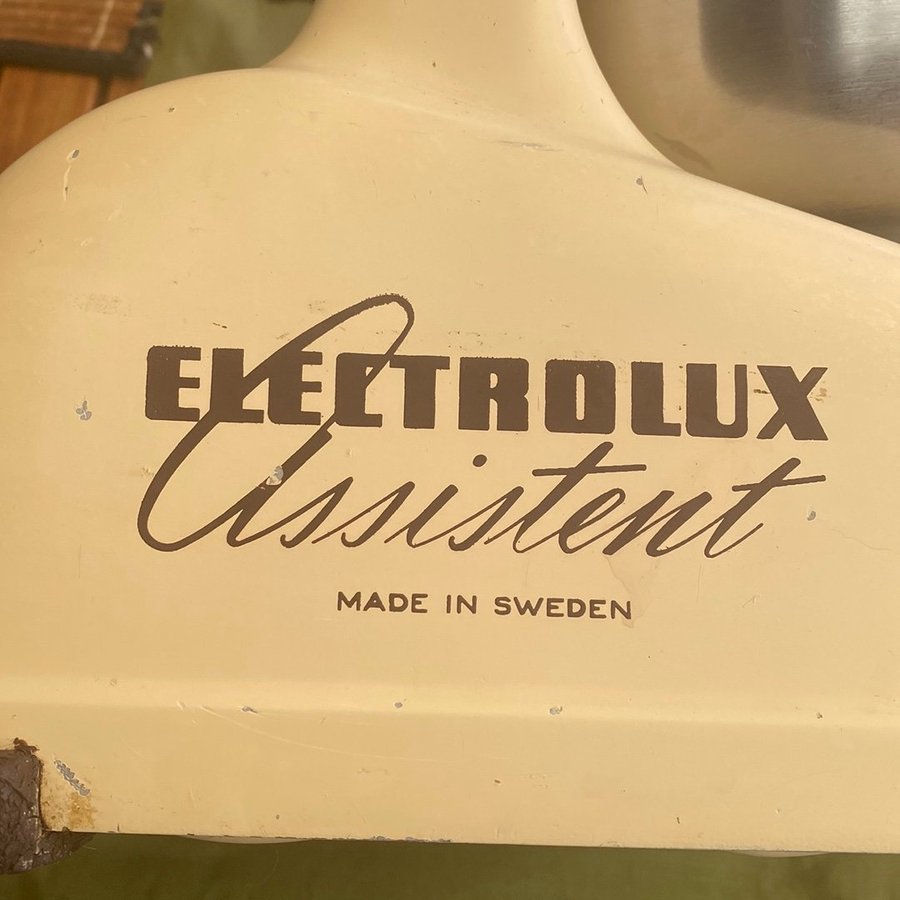 ELECTROLUX
Assistent
MADE IN SWEDEN